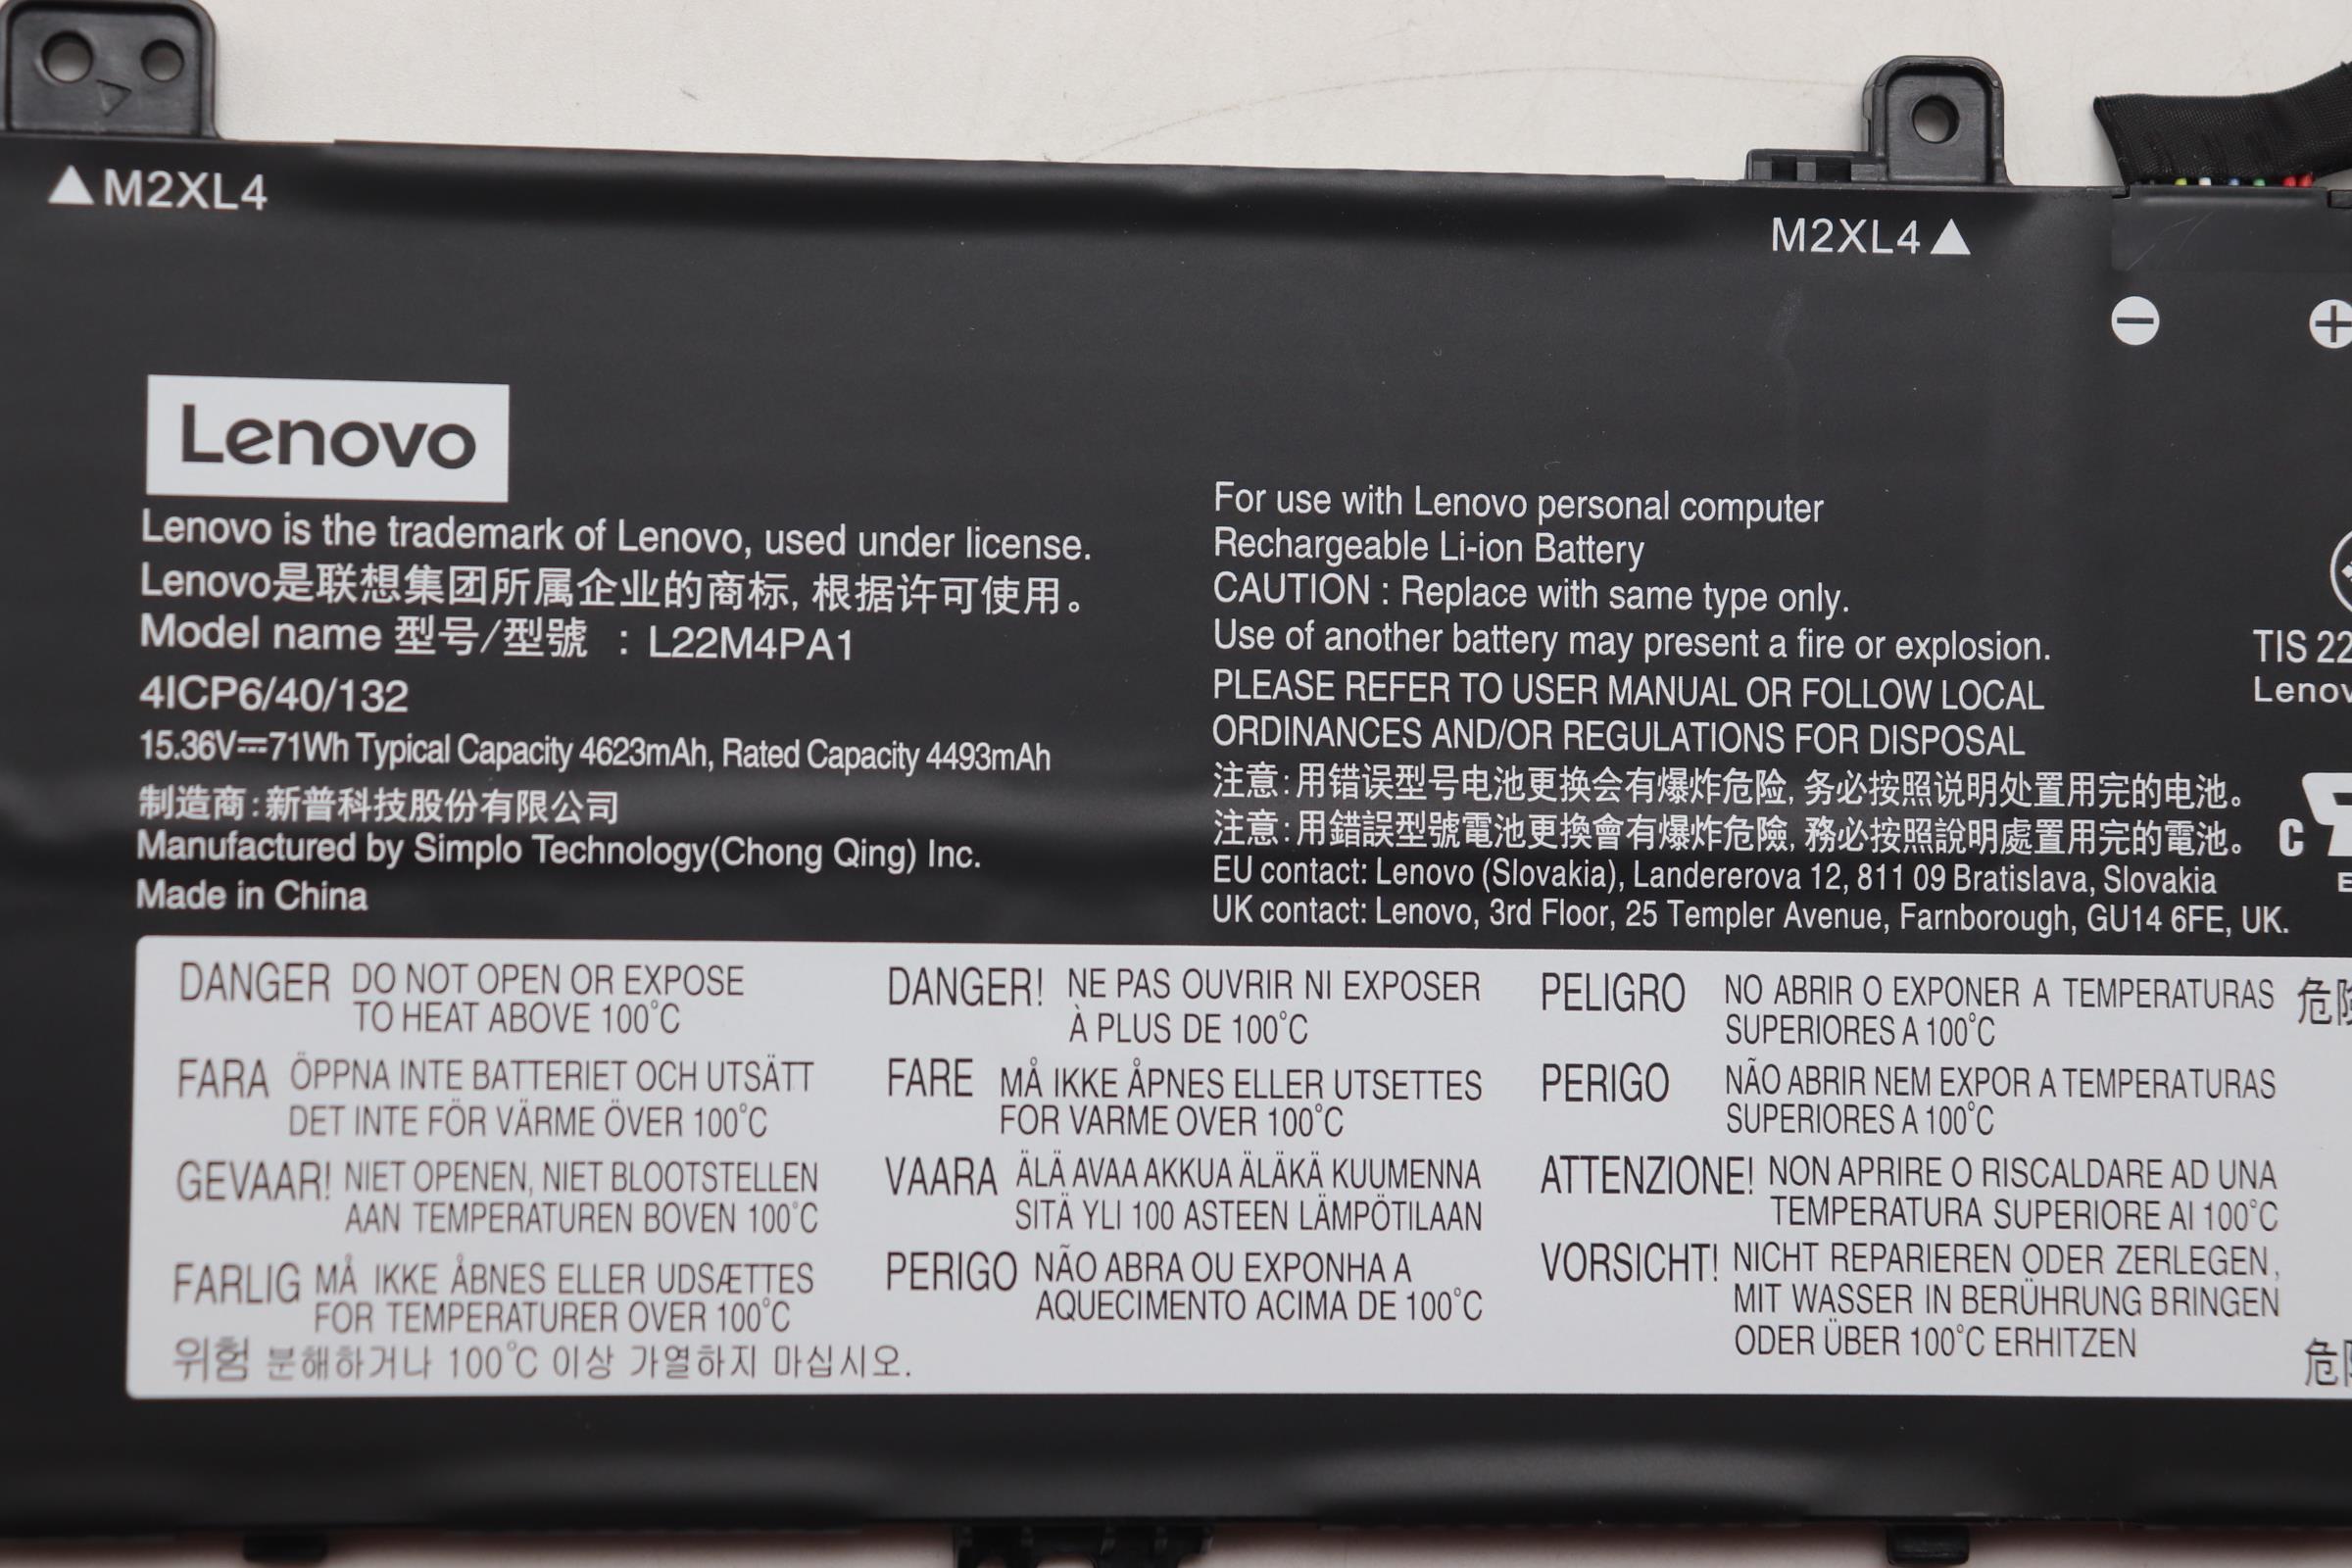 ▲M2XL4
M2XL4▲
Lenovo
Lenovo is the trademark of Lenovo, used under license.
Lenovo是联想集团所属企业的商标, 根据许可使用。
Model name 型号/型號 : L22M4PA1
4ICP6/40/132
15.36V⎓71Wh Typical Capacity 4623mAh, Rated Capacity 4493mAh
制造商:新普科技股份有限公司
Manufactured by Simplo Technology(Chong Qing) Inc.
Made in China
For use with Lenovo personal computer
Rechargeable Li-ion Battery
CAUTION : Replace with same type only.
Use of another battery may present a fire or explosion.
PLEASE REFER TO USER MANUAL OR FOLLOW LOCAL
ORDINANCES AND/OR REGULATIONS FOR DISPOSAL
注意: 用错误型号电池更换会有爆炸危险, 务必按照说明处置用完的电池。
注意: 用錯誤型號電池更換會有爆炸危險, 務必按照說明處置用完的電池。
EU contact: Lenovo (Slovakia), Landererova 12, 811 09 Bratislava, Slovakia
UK contact: Lenovo, 3rd Floor, 25 Templer Avenue, Farnborough, GU14 6FE, UK.
TIS 22
Lenov
C
DANGER DO NOT OPEN OR EXPOSE
TO HEAT ABOVE 100°C
FARA ÖPPNA INTE BATTERIET OCH UTSÄTT
DET INTE FÖR VÄRME ÖVER 100°C
GEVAAR! NIET OPENEN, NIET BLOOTSTELLEN
AAN TEMPERATUREN BOVEN 100°C
FARLIG MÅ IKKE ÅBNES ELLER UDSÆTTES
FOR TEMPERATURER OVER 100°C
위험 분해하거나 100°C 이상 가열하지 마십시오.
DANGER! NE PAS OUVRIR NI EXPOSER
À PLUS DE 100°C
FARE MÅ IKKE ÅPNES ELLER UTSETTES
FOR VARME OVER 100°C
VAARA ÄLÄ AVAA AKKUA ÄLÄKÄ KUUMENNA
SITÄ YLI 100 ASTEEN LÄMPÖTILAAN
PERIGO NÃO ABRA OU EXPONHA A
AQUECIMENTO ACIMA DE 100°C
PELIGRO NO ABRIR O EXPONER A TEMPERATURAS
SUPERIORES A 100°C
PERIGO NÃO ABRIR NEM EXPOR A TEMPERATURAS
SUPERIORES A 100°C
ATTENZIONE! NON APRIRE O RISCALDARE AD UNA
TEMPERATURA SUPERIORE AI 100°C
VORSICHT! NICHT REPARIEREN ODER ZERLEGEN,
MIT WASSER IN BERÜHRUNG BRINGEN
ODER ÜBER 100°C ERHITZEN
危
危